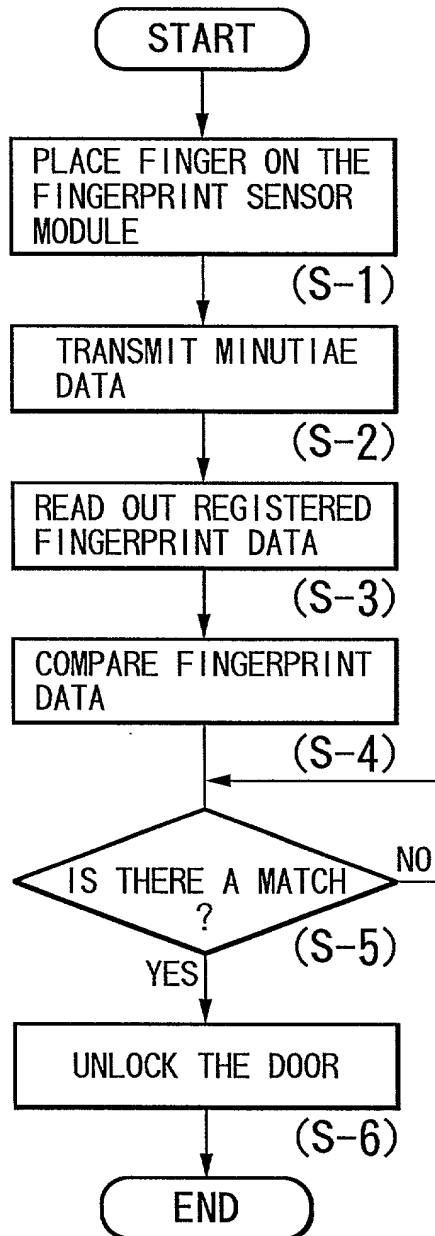 START
PLACE FINGER ON THE
FINGERPRINT SENSOR
MODULE
(S-1)
TRANSMIT MINUTIAE
DATA
(S-2)
READ OUT REGISTERED
FINGERPRINT DATA
(S-3)
COMPARE FINGERPRINT
DATA
(S-4)
IS THERE A MATCH
?
NO
(S-5)
YES
UNLOCK THE DOOR
(S-6)
END